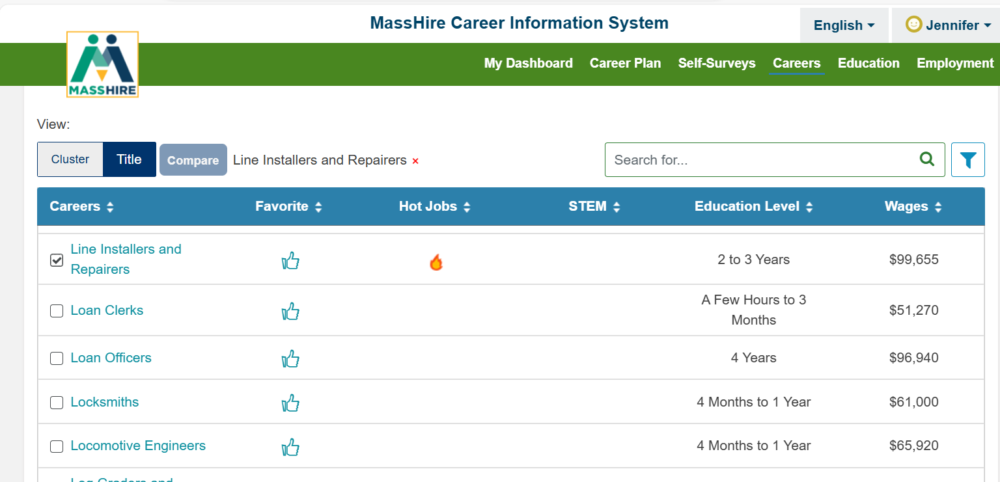 MassHire Career Information System
English
Jennifer
MASSHIRE
My Dashboard Career Plan Self-Surveys Careers Education Employment
View:
Cluster Title Compare Line Installers and Repairers ×
Search for...
Careers Favorite Hot Jobs STEM Education Level Wages
Line Installers and
Repairers
2 to 3 Years
$99,655
Loan Clerks
A Few Hours to 3
Months
$51,270
Loan Officers
4 Years
$96,940
Locksmiths
4 Months to 1 Year
$61,000
Locomotive Engineers
4 Months to 1 Year
$65,920
Log Graders and